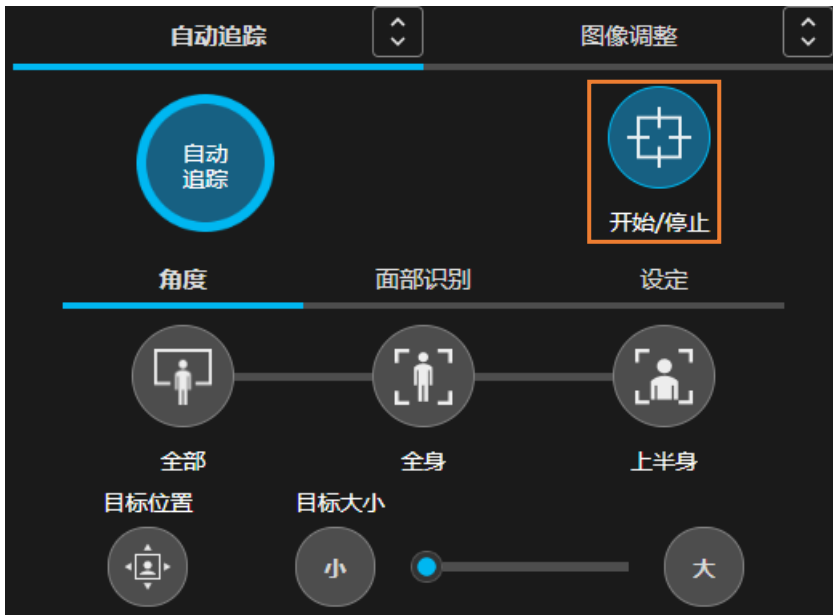 自动追踪 图像调整
自动
追踪
开始/停止
角度 面部识别 设定
全部 全身 上半身
目标位置 目标大小
小 大